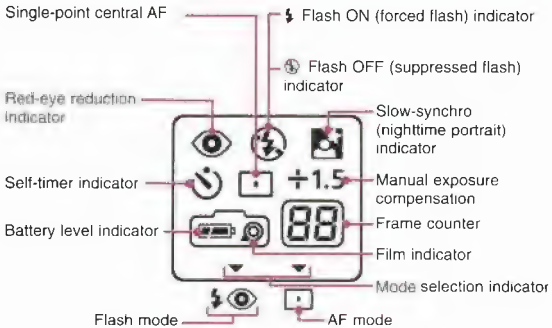 Single-point central AF
Flash ON (forced flash) indicator
Flash OFF (suppressed flash)
indicator
Red-eye reduction
indicator
Slow-synchro
(nighttime portrait)
indicator
Self-timer indicator
+1.5
Manual exposure
compensation
Battery level indicator
88
Frame counter
Film indicator
Mode selection indicator
Flash mode
AF mode